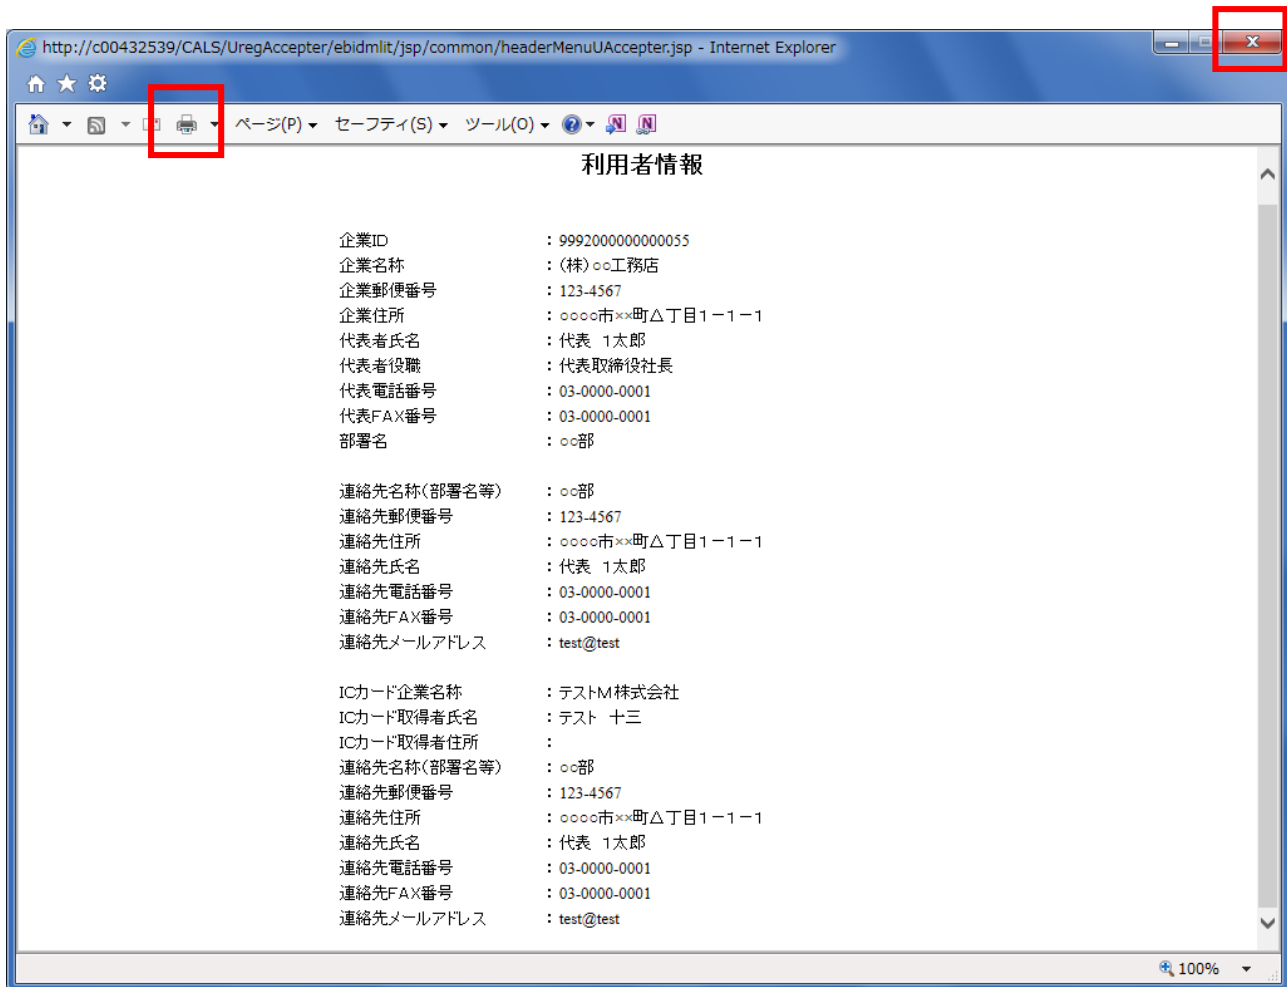 http://c00432539/CALS/UregAccepter/ebidmlit/jsp/common/headerMenuUAccepter.jsp - Internet Explorer
ページ(P) セーフティ(S) ツール(O)
利用者情報
企業ID : 9992000000000055
企業名称 : (株)○○工務店
企業郵便番号 : 123-4567
企業住所 : ○○○○市××町△丁目1－1－1
代表者氏名 : 代表 1太郎
代表者役職 : 代表取締役社長
代表電話番号 : 03-0000-0001
代表FAX番号 : 03-0000-0001
部署名 : ○○部
連絡先名称(部署名等) : ○○部
連絡先郵便番号 : 123-4567
連絡先住所 : ○○○○市××町△丁目1－1－1
連絡先氏名 : 代表 1太郎
連絡先電話番号 : 03-0000-0001
連絡先FAX番号 : 03-0000-0001
連絡先メールアドレス : test@test
ICカード企業名称 : テストM株式会社
ICカード取得者氏名 : テスト 十三
ICカード取得者住所 :
連絡先名称(部署名等) : ○○部
連絡先郵便番号 : 123-4567
連絡先住所 : ○○○○市××町△丁目1－1－1
連絡先氏名 : 代表 1太郎
連絡先電話番号 : 03-0000-0001
連絡先FAX番号 : 03-0000-0001
連絡先メールアドレス : test@test
100%